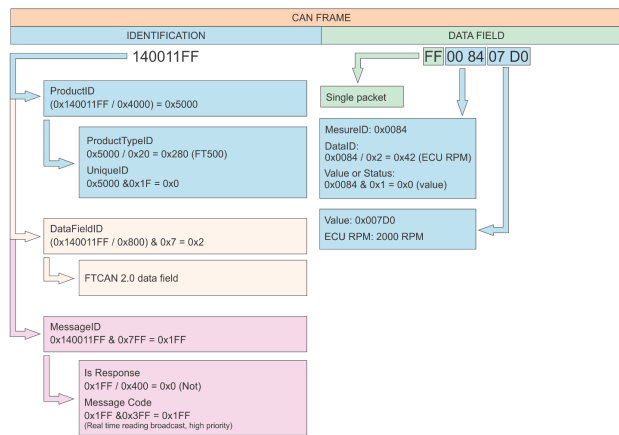 CAN FRAME
IDENTIFICATION
DATA FIELD
140011FF
FF 00 84 07 D0
ProductID
(0x140011FF / 0x4000) = 0x5000
ProductTypeID
0x5000 / 0x20 = 0x280 (FT500)
UniqueID
0x5000 &0x1F = 0x0
DataFieldID
(0x140011FF / 0x800) & 0x7 = 0x2
FTCAN 2.0 data field
MessageID
0x140011FF & 0x7FF = 0x1FF
Is Response
0x1FF / 0x400 = 0x0 (Not)
Message Code
0x1FF &0x3FF = 0x1FF
(Real time reading broadcast, high priority)
Single packet
MesureID: 0x0084
DataID:
0x0084 / 0x2 = 0x42 (ECU RPM)
Value or Status:
0x0084 & 0x1 = 0x0 (value)
Value: 0x007D0
ECU RPM: 2000 RPM